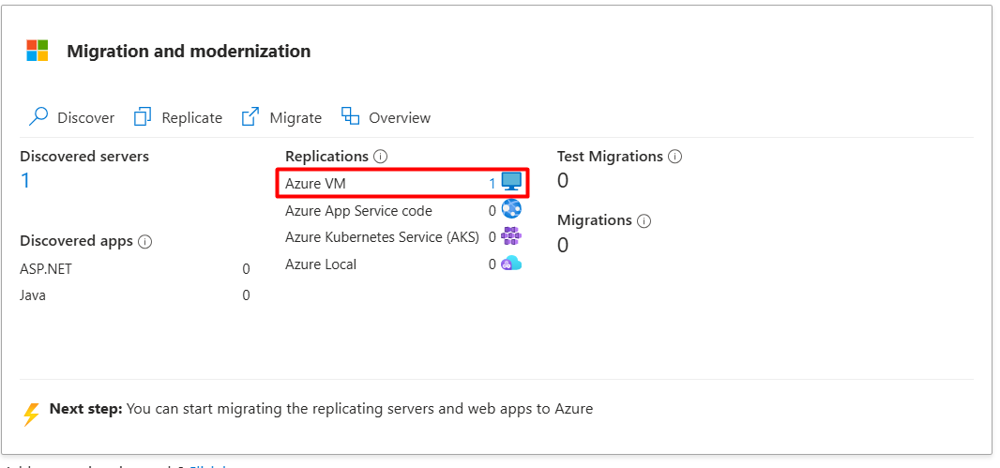 Migration and modernization
Discover Replicate Migrate Overview
Discovered servers
1
Discovered apps
ASP.NET 0
Java 0
Replications
Azure VM 1
Azure App Service code 0
Azure Kubernetes Service (AKS) 0
Azure Local 0
Test Migrations
0
Migrations
0
Next step: You can start migrating the replicating servers and web apps to Azure